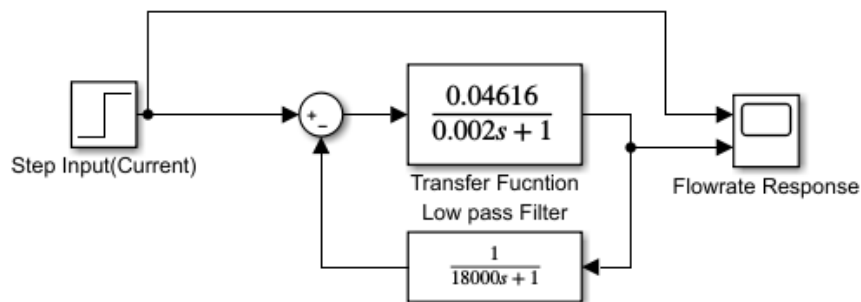 0.04616
0.002s + 1
+
−
Step Input(Current)
Transfer Fucntion
Flowrate Response
Low pass Filter
1
18000s + 1